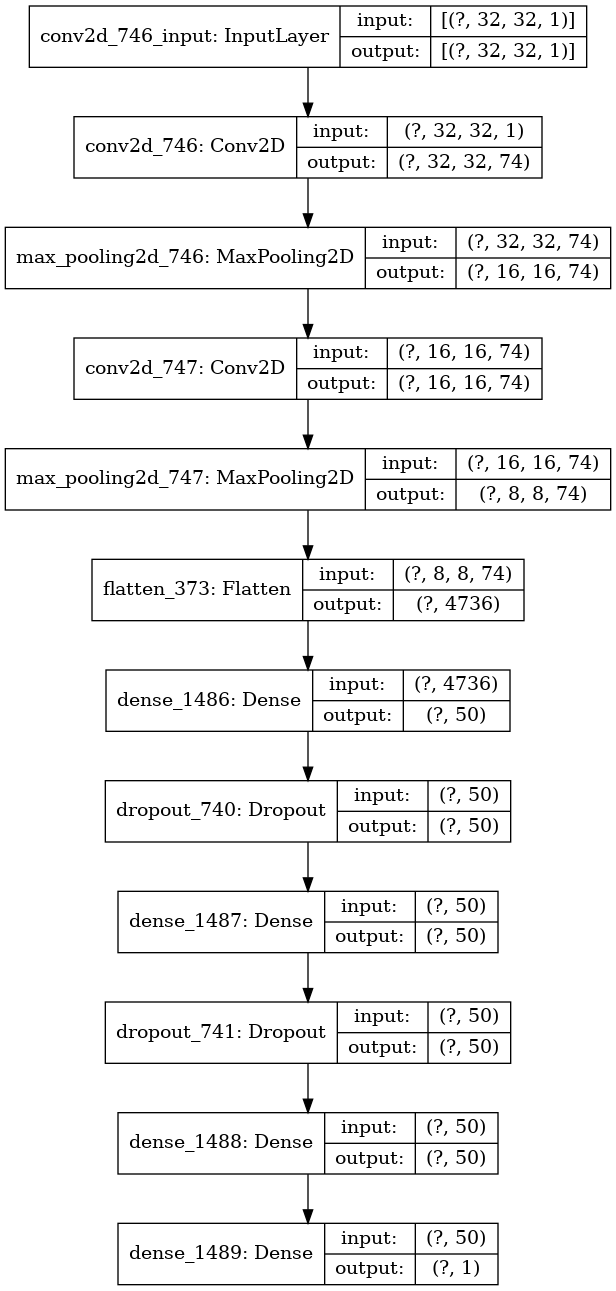 conv2d_746_input: InputLayer
input: [(?, 32, 32, 1)]
output: [(?, 32, 32, 1)]
conv2d_746: Conv2D
input: (?, 32, 32, 1)
output: (?, 32, 32, 74)
max_pooling2d_746: MaxPooling2D
input: (?, 32, 32, 74)
output: (?, 16, 16, 74)
conv2d_747: Conv2D
input: (?, 16, 16, 74)
output: (?, 16, 16, 74)
max_pooling2d_747: MaxPooling2D
input: (?, 16, 16, 74)
output: (?, 8, 8, 74)
flatten_373: Flatten
input: (?, 8, 8, 74)
output: (?, 4736)
dense_1486: Dense
input: (?, 4736)
output: (?, 50)
dropout_740: Dropout
input: (?, 50)
output: (?, 50)
dense_1487: Dense
input: (?, 50)
output: (?, 50)
dropout_741: Dropout
input: (?, 50)
output: (?, 50)
dense_1488: Dense
input: (?, 50)
output: (?, 50)
dense_1489: Dense
input: (?, 50)
output: (?, 1)